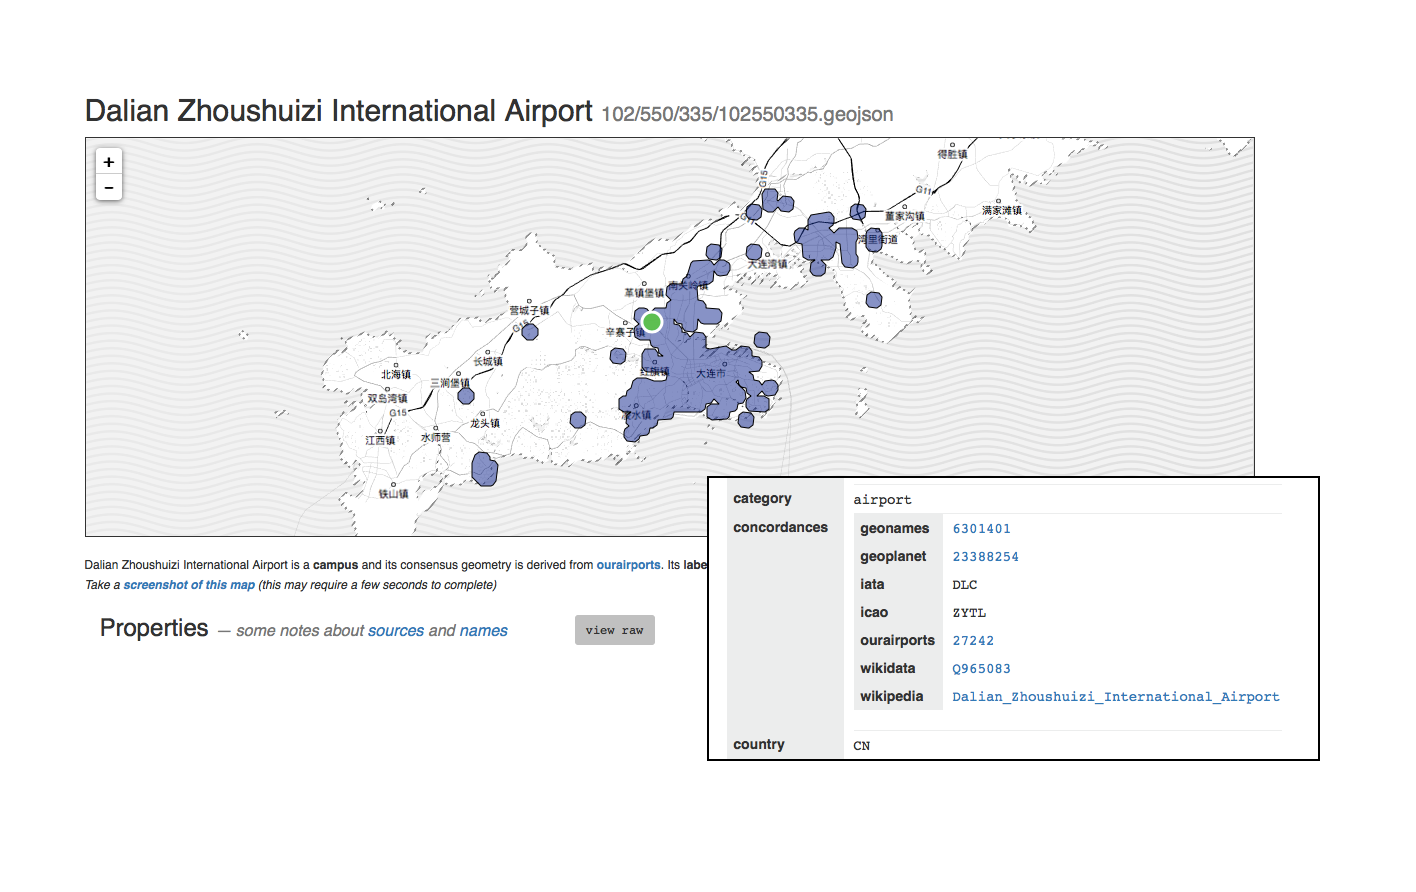 Dalian Zhoushuizi International Airport 102/550/335/102550335.geojson
+
−
得胜镇
G15
G11
董家沟镇
满家滩镇
湾里街道
大连湾镇
南关岭镇
革镇堡镇
营城子镇
G15
辛寨子镇
长城镇
北海镇
三涧堡镇
红旗镇
大连市
双岛湾镇
G15
凌水镇
龙头镇
江西镇
水师营
铁山镇
Dalian Zhoushuizi International Airport is a campus and its consensus geometry is derived from ourairports. Its labe
Take a screenshot of this map (this may require a few seconds to complete)
Properties — some notes about sources and names
view raw
category airport
concordances geonames 6301401
geoplanet 23388254
iata DLC
icao ZYTL
ourairports 27242
wikidata Q965083
wikipedia Dalian_Zhoushuizi_International_Airport
country CN